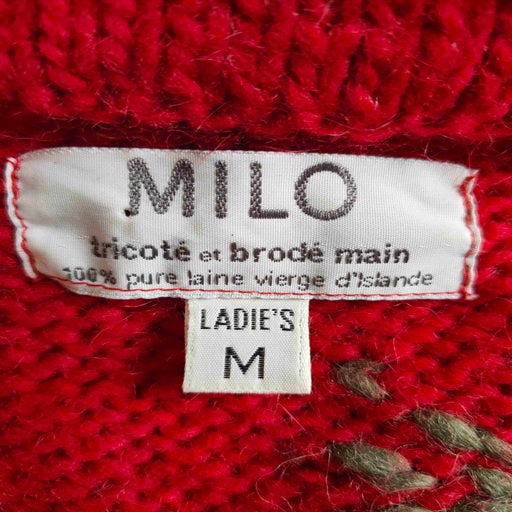 MILO
tricoté et brodé main
100% pure laine vierge d'Islande
LADIE'S
M